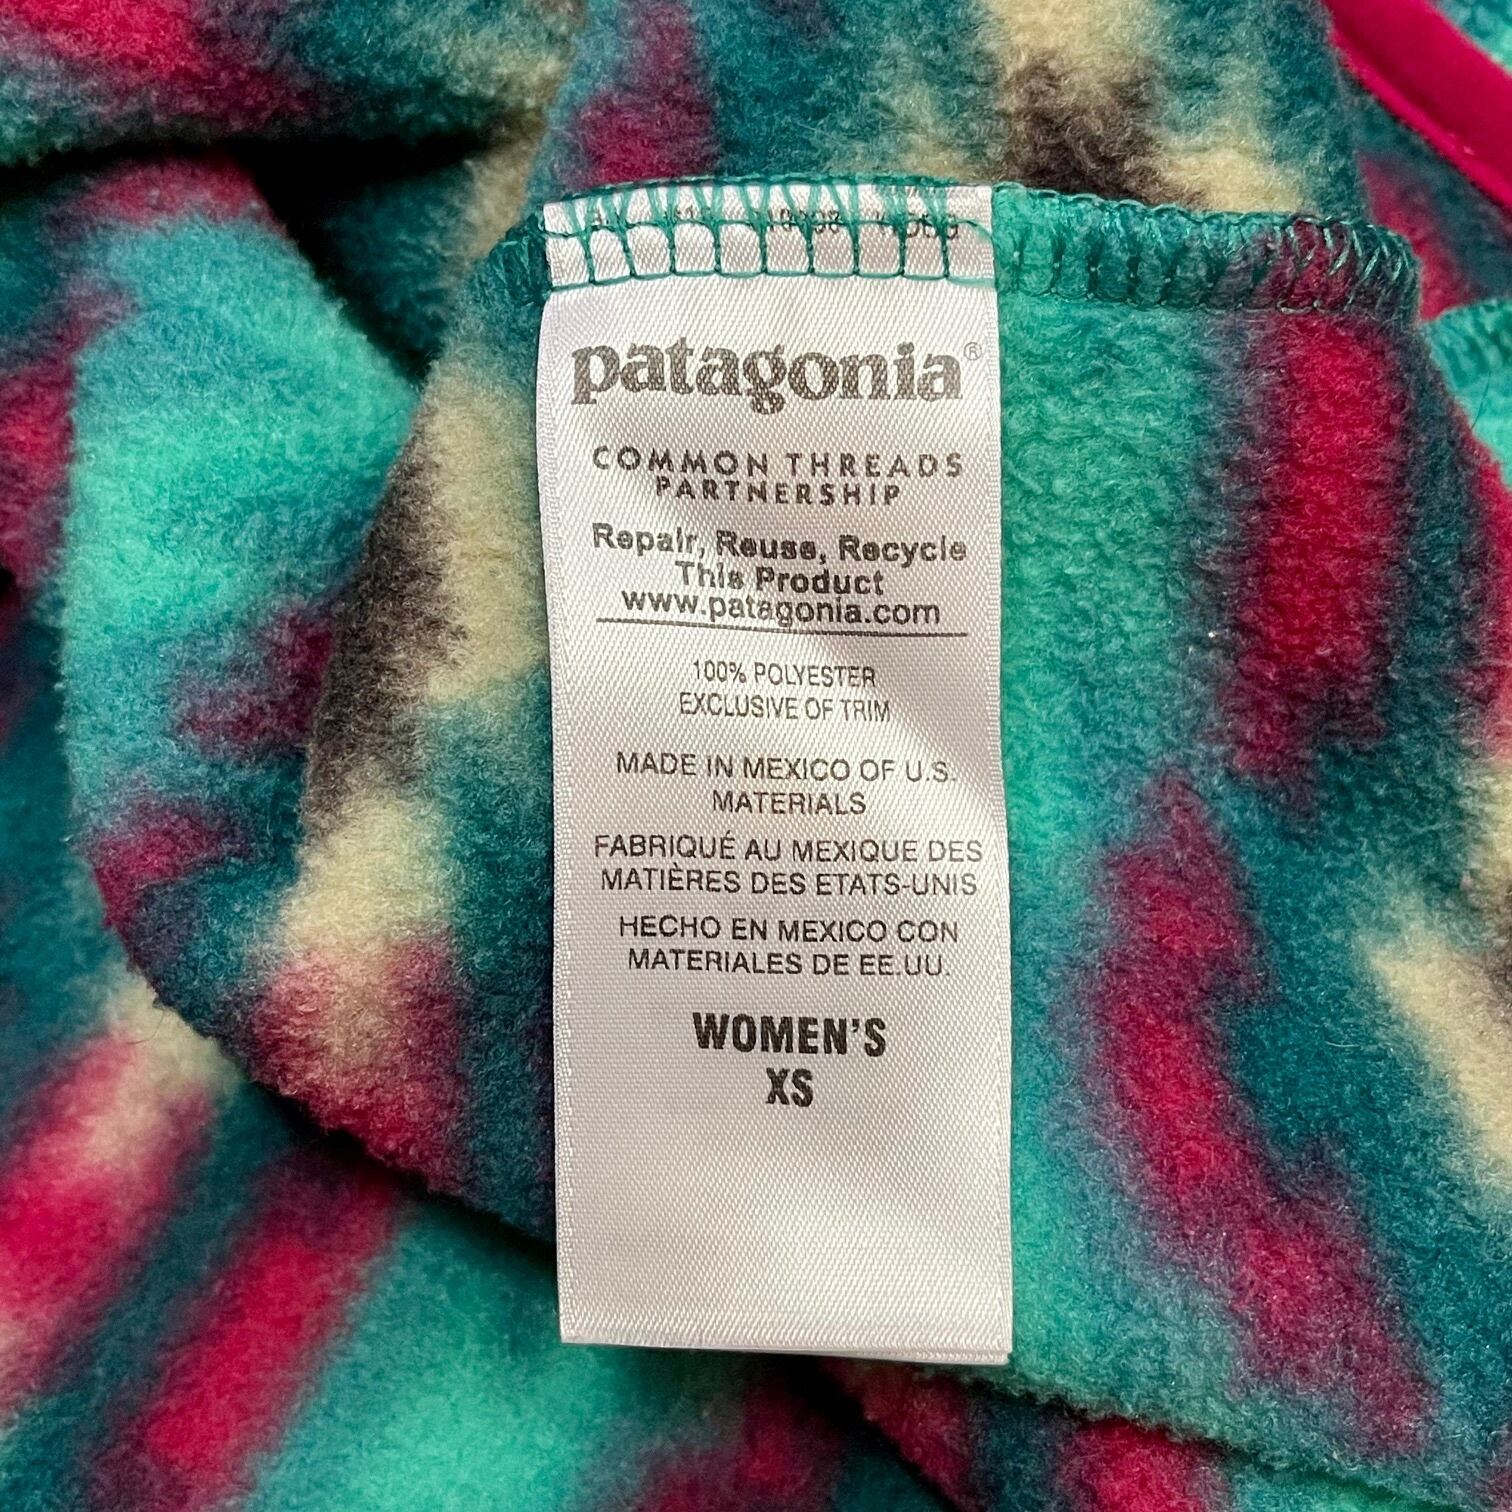 patagonia®
COMMON THREADS
PARTNERSHIP
Repair, Reuse, Recycle
This Product
www.patagonia.com
100% POLYESTER
EXCLUSIVE OF TRIM
MADE IN MEXICO OF U.S.
MATERIALS
FABRIQUÉ AU MEXIQUE DES
MATIÈRES DES ETATS-UNIS
HECHO EN MEXICO CON
MATERIALES DE EE.UU.
WOMEN'S
XS